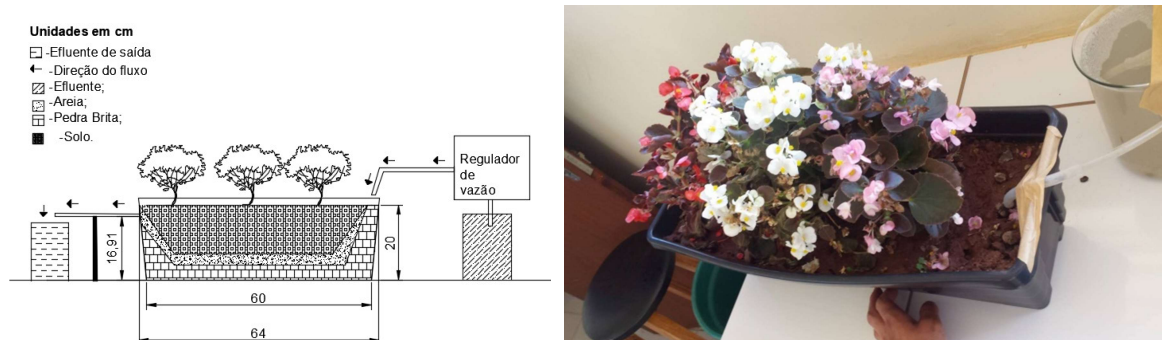 Unidades em cm
-Efluente de saída
-Direção do fluxo
-Efluente;
-Areia;
-Pedra Brita;
-Solo.
Regulador
de
vazão
16,91
20
60
64